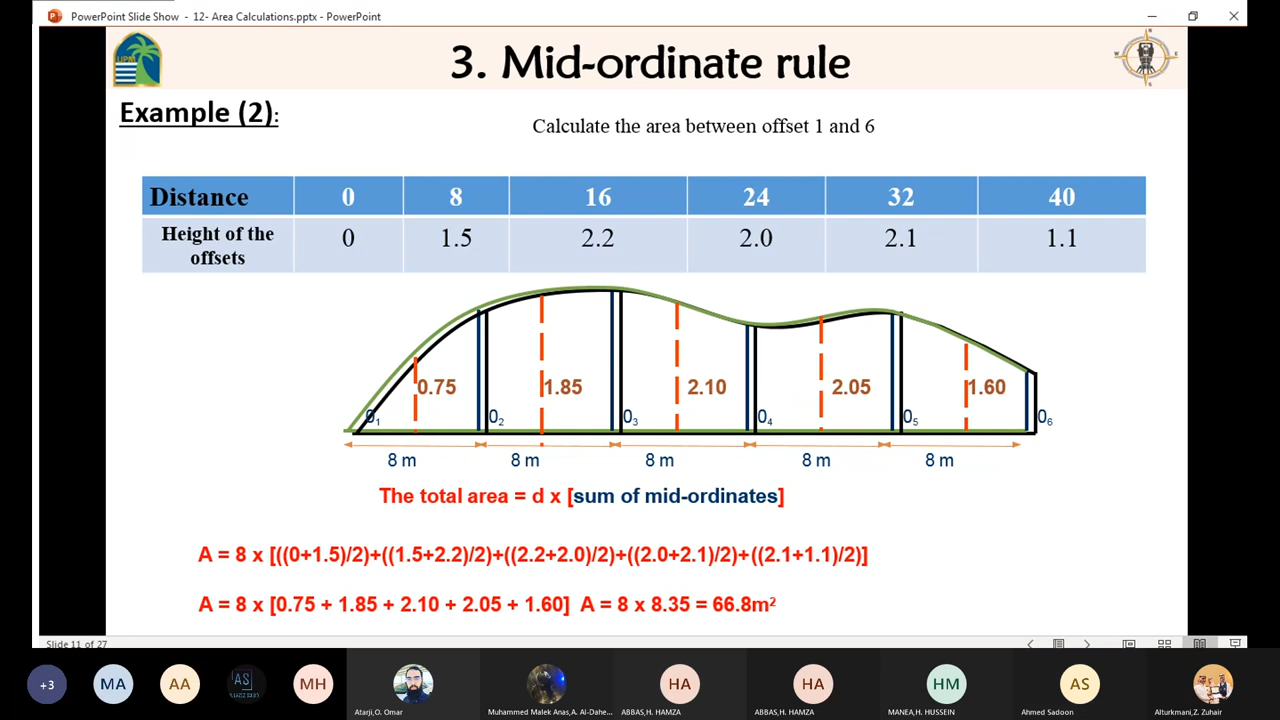 PowerPoint Slide Show - 12- Area Calculations.pptx - PowerPoint
UPM
3. Mid-ordinate rule
N
W E
S
Example (2):
Calculate the area between offset 1 and 6
Distance 0 8 16 24 32 40
Height of the offsets 0 1.5 2.2 2.0 2.1 1.1
0.75 1.85 2.10 2.05 1.60
O1 O2 O3 O4 O5 O6
8 m 8 m 8 m 8 m 8 m
The total area = d x [sum of mid-ordinates]
A = 8 x [((0+1.5)/2)+((1.5+2.2)/2)+((2.2+2.0)/2)+((2.0+2.1)/2)+((2.1+1.1)/2)]
A = 8 x [0.75 + 1.85 + 2.10 + 2.05 + 1.60] A = 8 x 8.35 = 66.8m²
Slide 11 of 27
+3 MA AA AS MH HA HA HM AS
Atarji,O. Omar Muhammed Malek Anas,A. Al-Dahe... ABBAS,H. HAMZA ABBAS,H. HAMZA MANEA,H. HUSSEIN Ahmed Sadoon Alturkmani,Z. Zuhair